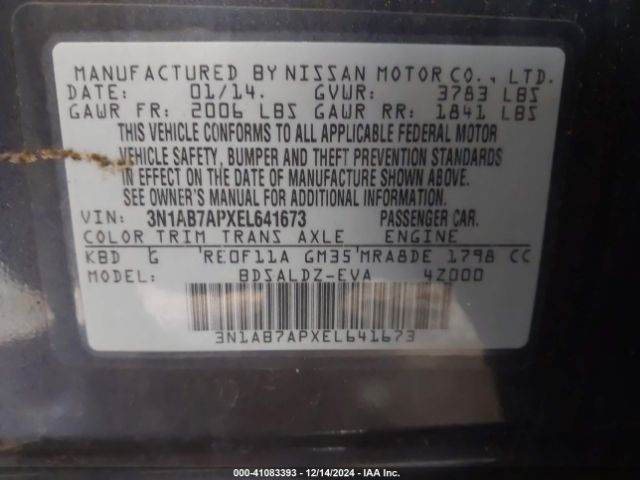 MANUFACTURED BY NISSAN MOTOR CO., LTD.
DATE: 01/14. GVWR: 3783 LBS
GAWR FR: 2006 LBS GAWR RR: 1841 LBS
THIS VEHICLE CONFORMS TO ALL APPLICABLE FEDERAL MOTOR
VEHICLE SAFETY, BUMPER AND THEFT PREVENTION STANDARDS
IN EFFECT ON THE DATE OF MANUFACTURE SHOWN ABOVE.
SEE OWNER'S MANUAL FOR ADDITIONAL INFORMATION.
VIN: 3N1AB7APXEL641673 PASSENGER CAR.
COLOR TRIM TRANS AXLE ENGINE
KBD G RE0F11A GM35 MRA8DE 1798 CC
MODEL: BDSALDZ-EVA 4Z000
3N1AB7APXEL641673
000-41083393 - 12/14/2024 - IAA Inc.